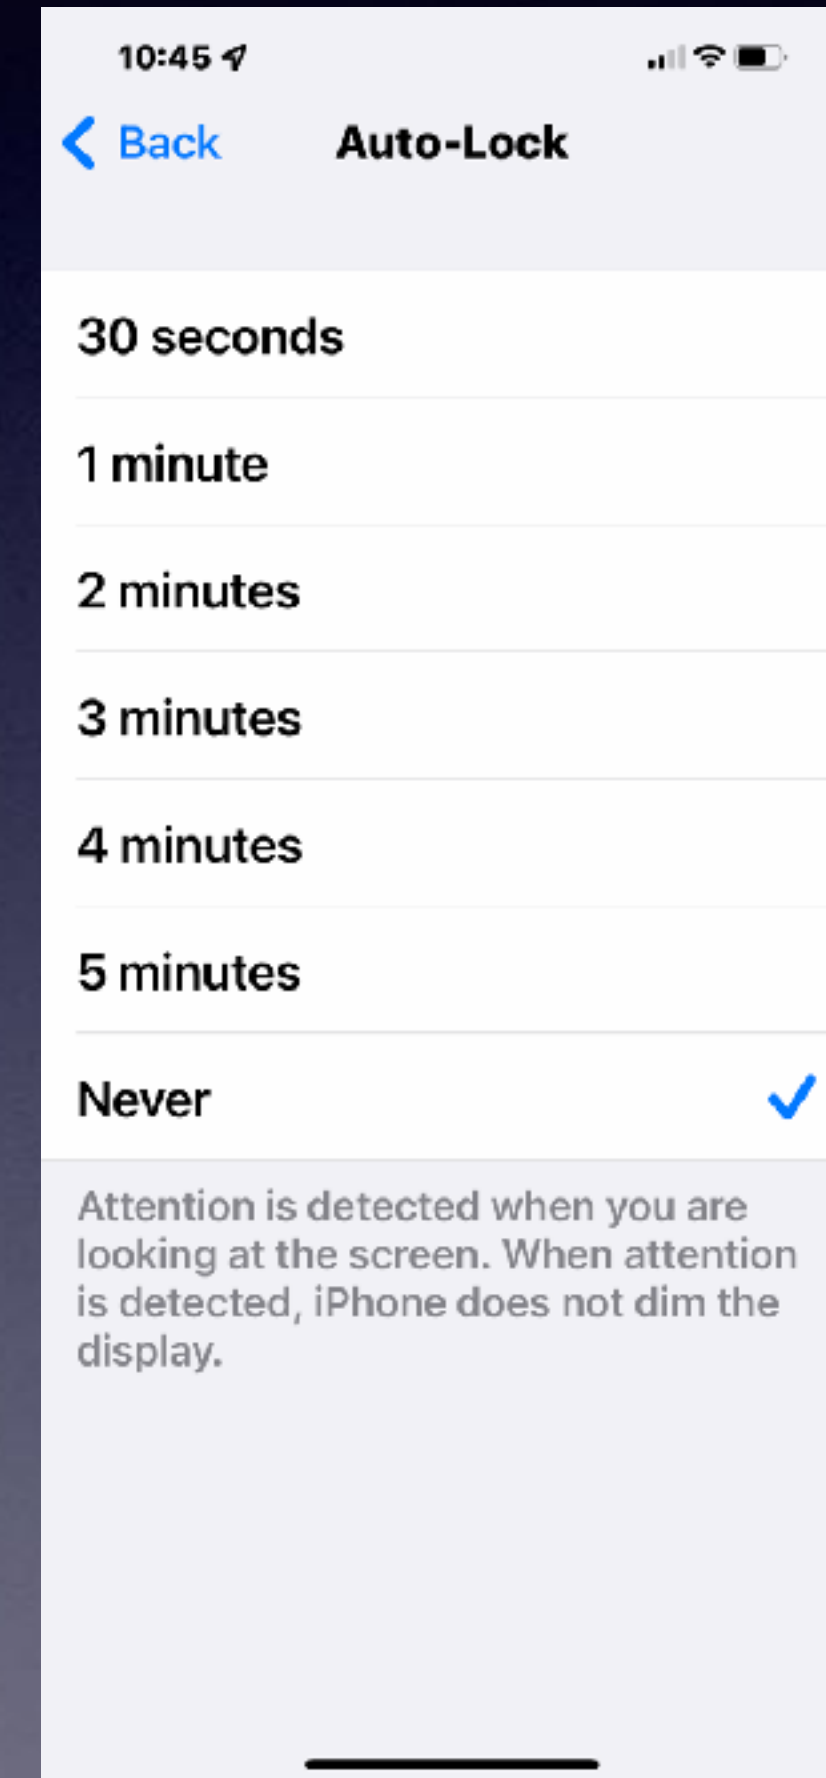 10:45
Back
Auto-Lock
30 seconds
1 minute
2 minutes
3 minutes
4 minutes
5 minutes
Never
Attention is detected when you are
looking at the screen. When attention
is detected, iPhone does not dim the
display.